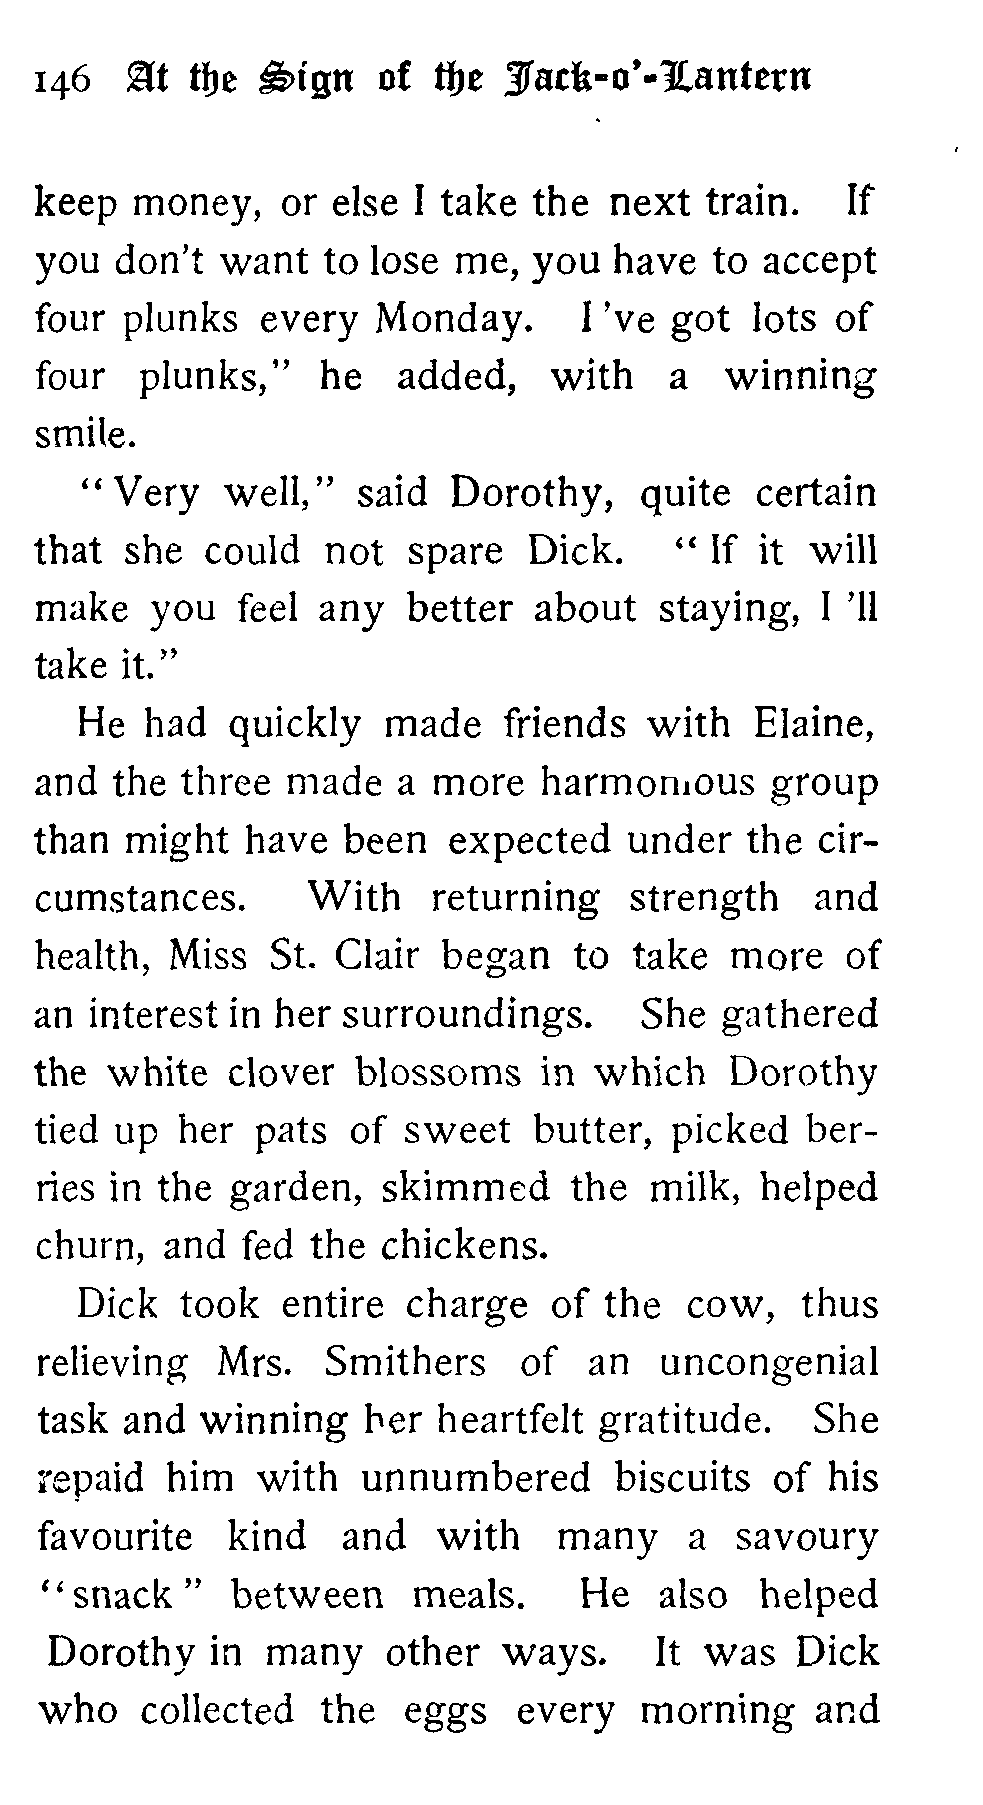 146 At the Sign of the Jack-o'-Lantern
keep money, or else I take the next train. If
you don't want to lose me, you have to accept
four plunks every Monday. I 've got lots of
four plunks," he added, with a winning
smile.
"Very well," said Dorothy, quite certain
that she could not spare Dick. "If it will
make you feel any better about staying, I 'll
take it."
He had quickly made friends with Elaine,
and the three made a more harmonious group
than might have been expected under the cir-
cumstances. With returning strength and
health, Miss St. Clair began to take more of
an interest in her surroundings. She gathered
the white clover blossoms in which Dorothy
tied up her pats of sweet butter, picked ber-
ries in the garden, skimmed the milk, helped
churn, and fed the chickens.
Dick took entire charge of the cow, thus
relieving Mrs. Smithers of an uncongenial
task and winning her heartfelt gratitude. She
repaid him with unnumbered biscuits of his
favourite kind and with many a savoury
"snack" between meals. He also helped
Dorothy in many other ways. It was Dick
who collected the eggs every morning and